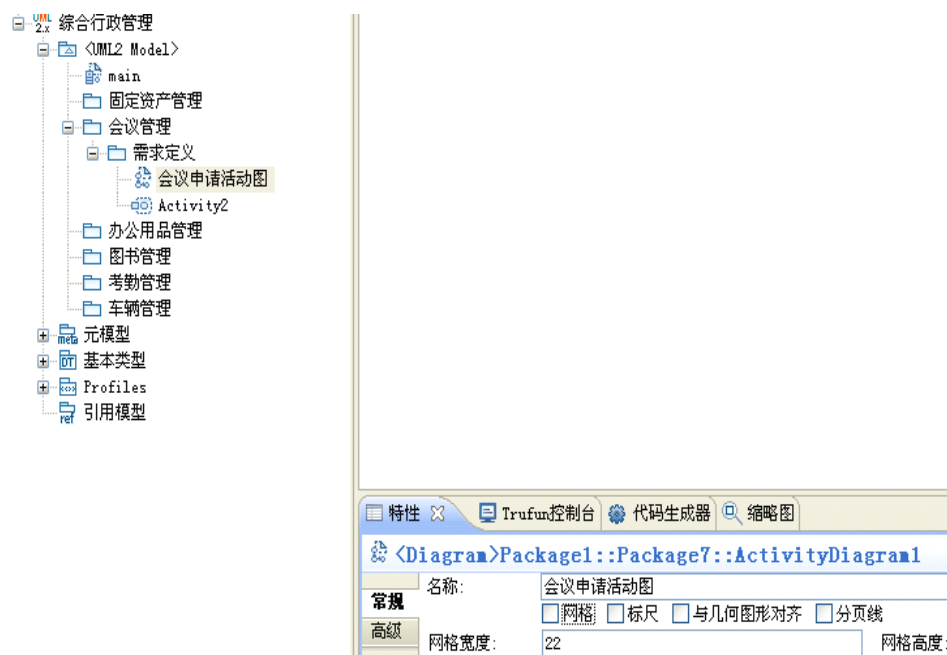 UML 2.x 综合行政管理
<UML2 Model>
main
固定资产管理
会议管理
需求定义
会议申请活动图
Activity2
办公用品管理
图书管理
考勤管理
车辆管理
meta 元模型
DT 基本类型
Profiles
ref 引用模型
特性 Trufun控制台 代码生成器 缩略图
<Diagram>Package1::Package7::ActivityDiagram1
常规
高级
名称: 会议申请活动图
网格 标尺 与几何图形对齐 分页线
网格宽度: 22 网格高度: